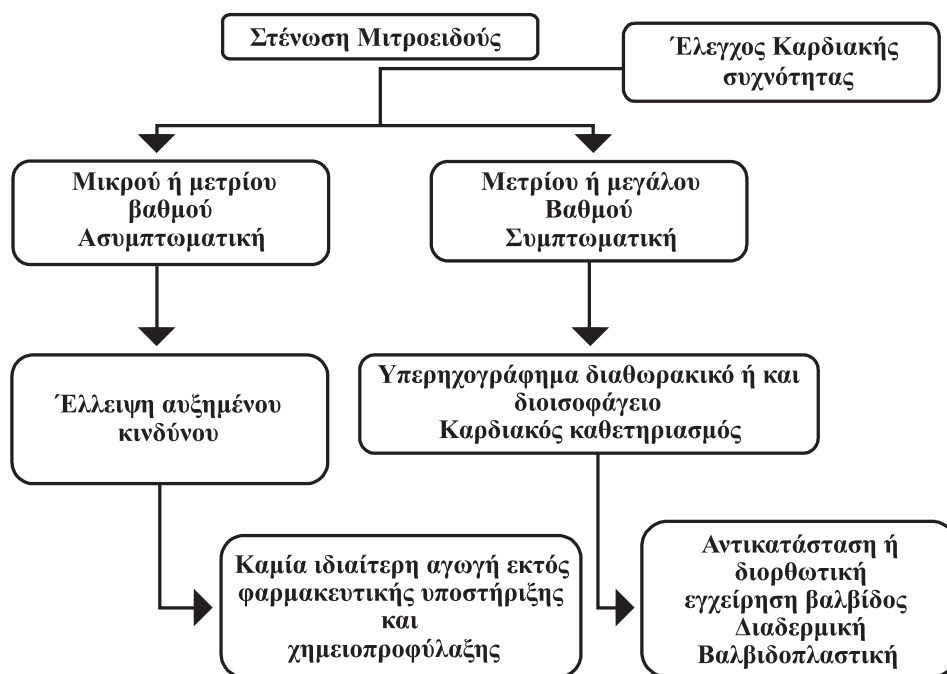 Στένωση Μιτροειδούς
Έλεγχος Καρδιακής
συχνότητας
Μικρού ή μετρίου
βαθμού
Ασυμπτωματική
Μετρίου ή μεγάλου
Βαθμού
Συμπτωματική
Έλλειψη αυξημένου
κινδύνου
Υπερηχογράφημα διαθωρακικό ή και
διοισοφάγειο
Καρδιακός καθετηριασμός
Καμία ιδιαίτερη αγωγή εκτός
φαρμακευτικής υποστήριξης
και
χημειοπροφύλαξης
Αντικατάσταση ή
διορθωτική
εγχείρηση βαλβίδος
Διαδερμική
Βαλβιδοπλαστική